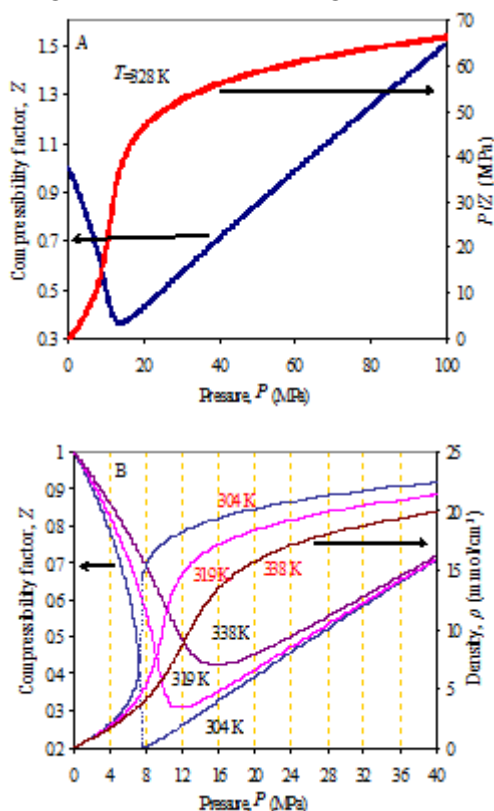 A
T=328 K
1.5
1.3
1.1
0.9
0.7
0.5
0.3
Compressibility factor, Z
70
60
50
40
30
20
10
0
P/Z (MPa)
0 20 40 60 80 100
Pressure, P (MPa)
B
1
0.9
0.8
0.7
0.6
0.5
0.4
0.3
0.2
Compressibility factor, Z
304 K
319 K
338 K
338 K
319 K
304 K
25
20
15
10
5
0
Density, ρ (mmol/cm³)
0 4 8 12 16 20 24 28 32 36 40
Pressure, P (MPa)